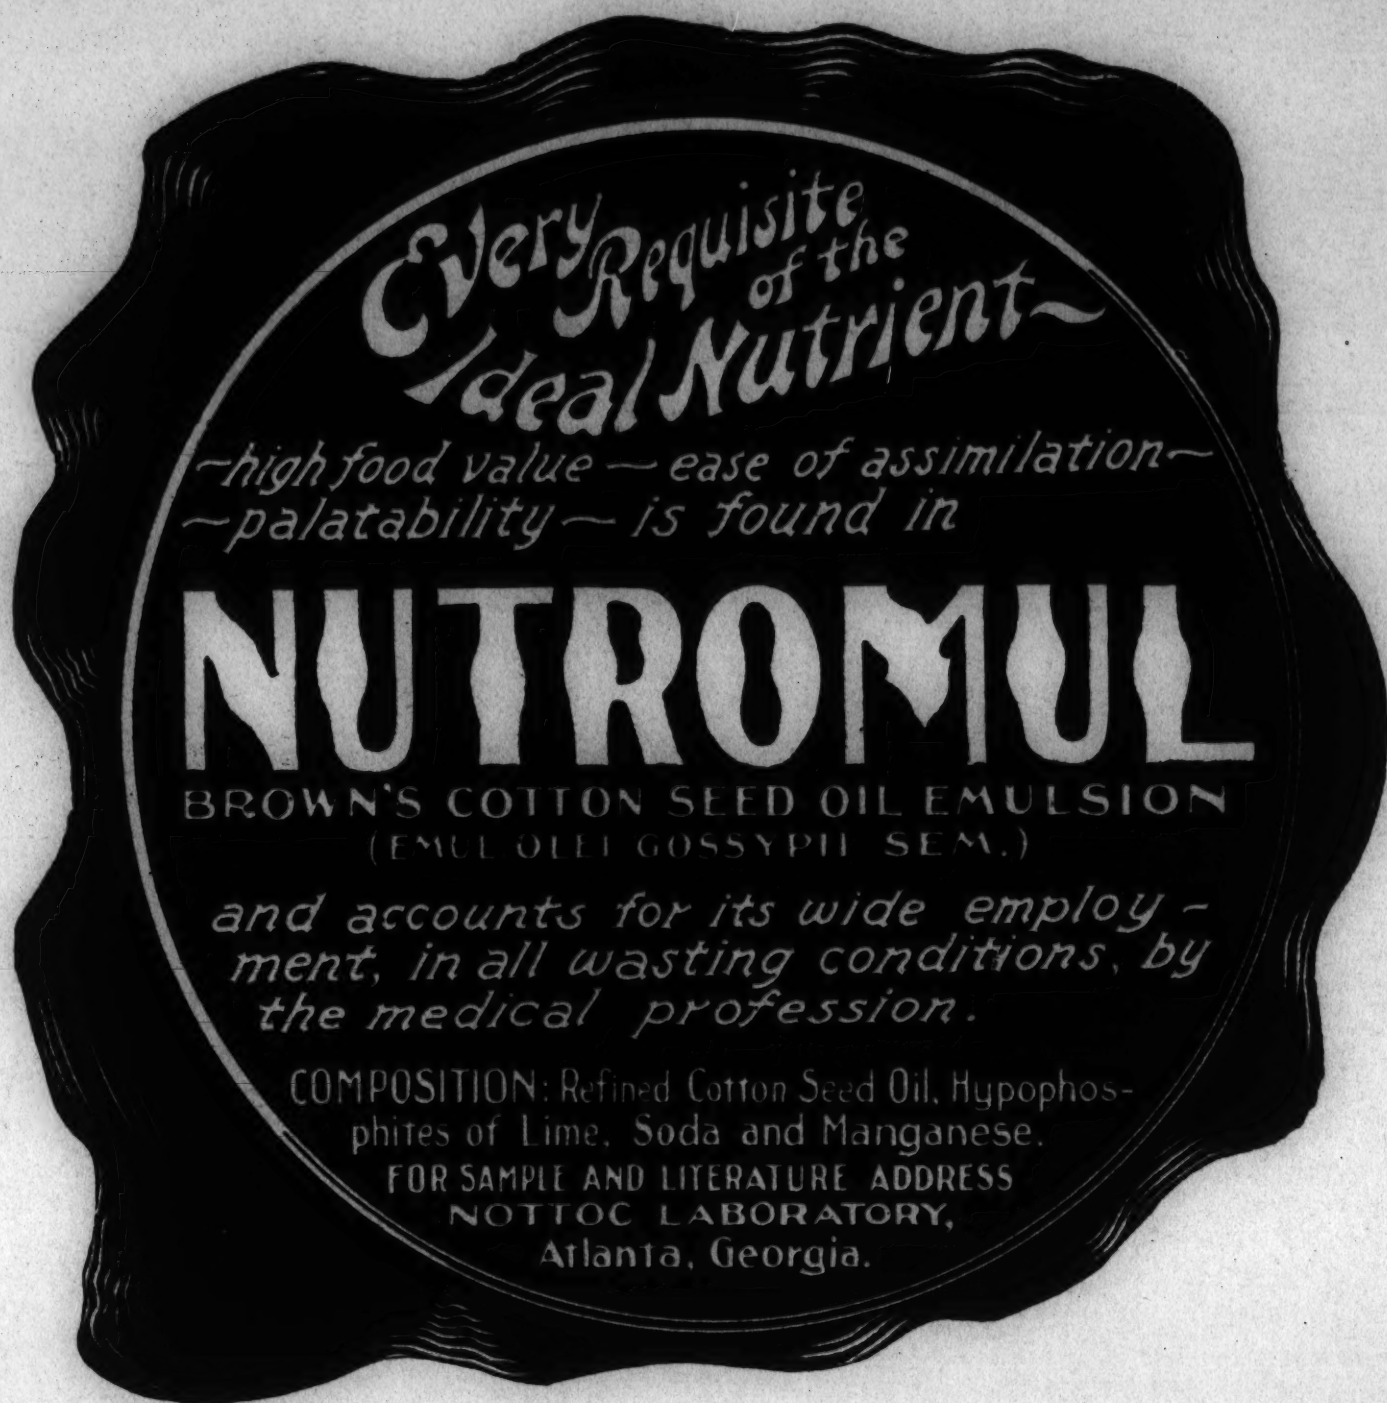 Every Requisite
of the
Ideal Nutrient~
~high food value — ease of assimilation~
~palatability~ is found in
NUTROMUL
BROWN'S COTTON SEED OIL EMULSION
(EMUL OLEI GOSSYPII SEM.)
and accounts for its wide employ-
ment, in all wasting conditions, by
the medical profession.
COMPOSITION: Refined Cotton Seed Oil, Hypophos-
phites of Lime, Soda and Manganese.
FOR SAMPLE AND LITERATURE ADDRESS
NOTTOC LABORATORY,
Atlanta, Georgia.